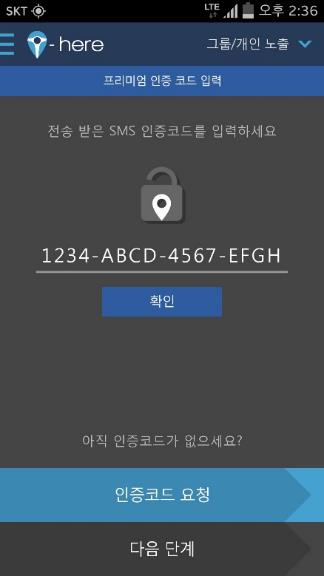 SKT LTE 오후 2:36
- here 그룹/개인 노출
프리미엄 인증 코드 입력
전송 받은 SMS 인증코드를 입력하세요
1234-ABCD-4567-EFGH
확인
아직 인증코드가 없으세요?
인증코드 요청
다음 단계